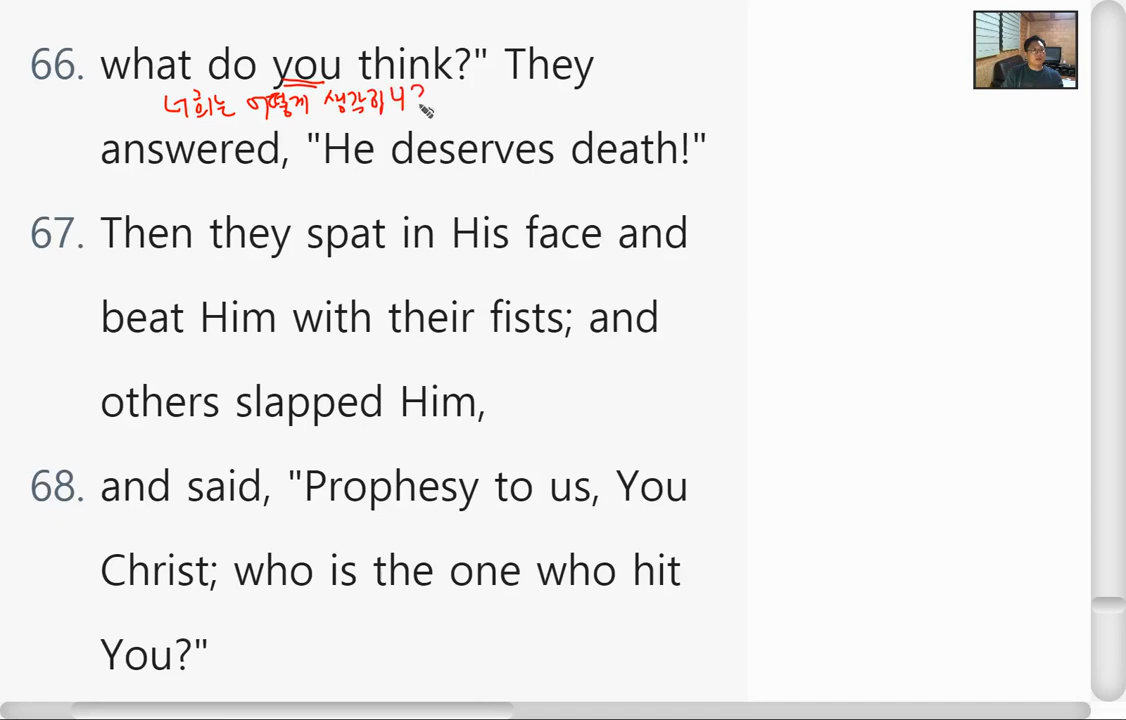 66. what do you think?" They
너희는 어떻게 생각하니?
answered, "He deserves death!"
67. Then they spat in His face and
beat Him with their fists; and
others slapped Him,
68. and said, "Prophesy to us, You
Christ; who is the one who hit
You?"